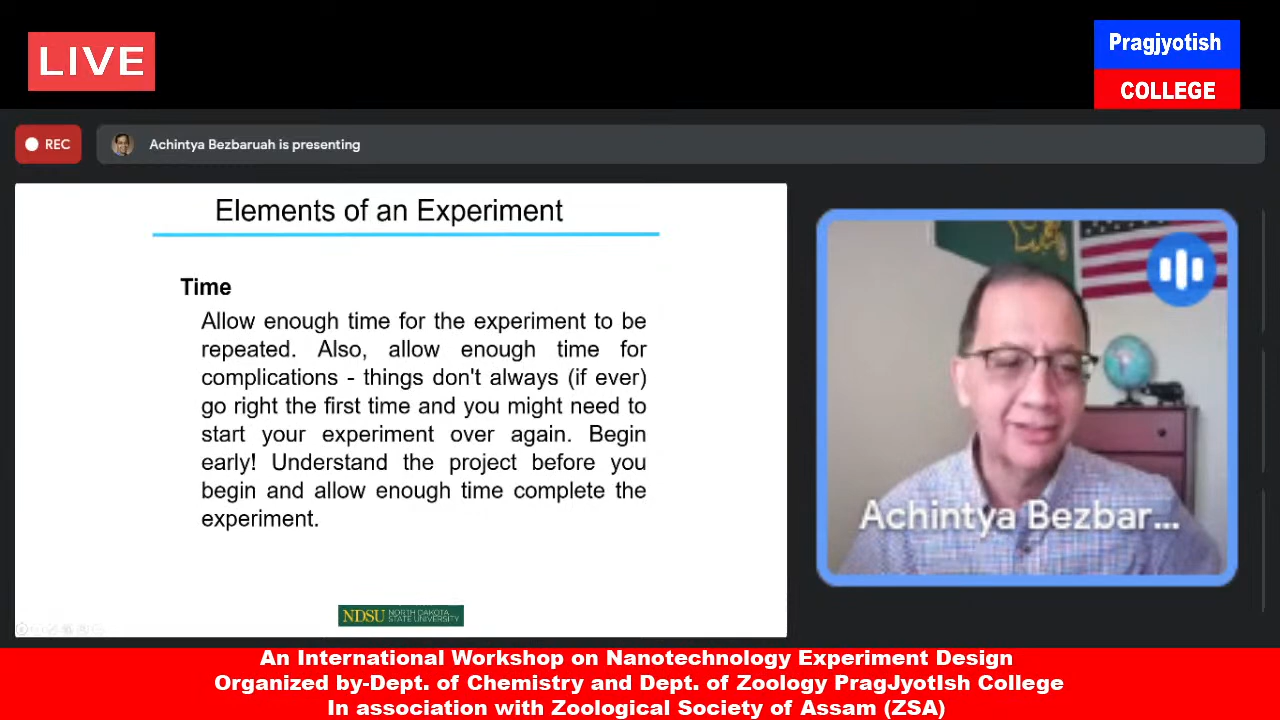 LIVE
Pragjyotish
COLLEGE
REC
Achintya Bezbaruah is presenting
Elements of an Experiment
Time
Allow enough time for the experiment to be
repeated. Also, allow enough time for
complications - things don't always (if ever)
go right the first time and you might need to
start your experiment over again. Begin
early! Understand the project before you
begin and allow enough time complete the
experiment.
NDSU NORTH DAKOTA
STATE UNIVERSITY
Achintya Bezbar...
An International Workshop on Nanotechnology Experiment Design
Organized by-Dept. of Chemistry and Dept. of Zoology PragJyotIsh College
In association with Zoological Society of Assam (ZSA)